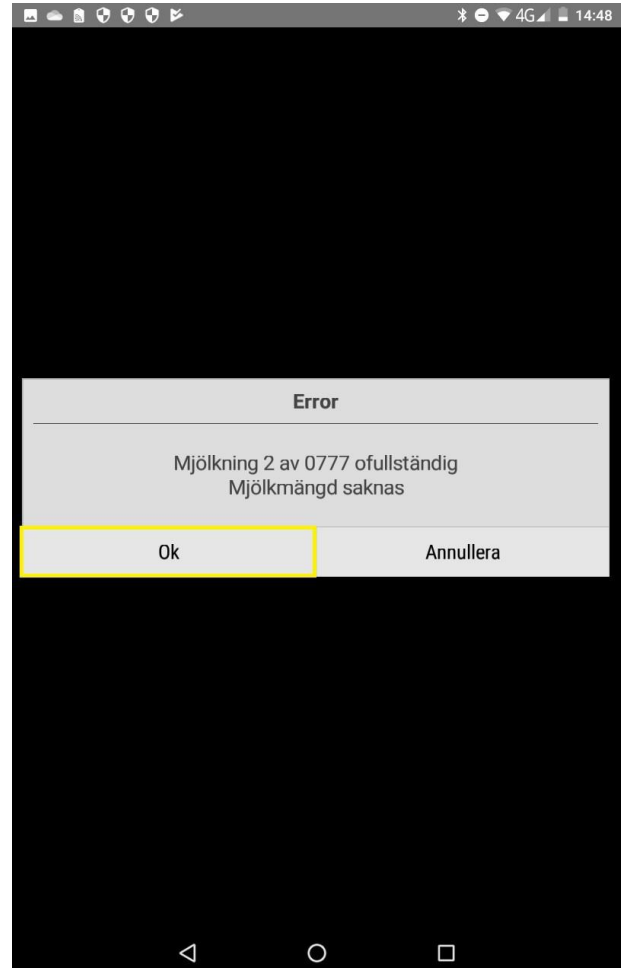 4G 14:48
Error
Mjölkning 2 av 0777 ofullständig
Mjölkmängd saknas
Ok Annullera